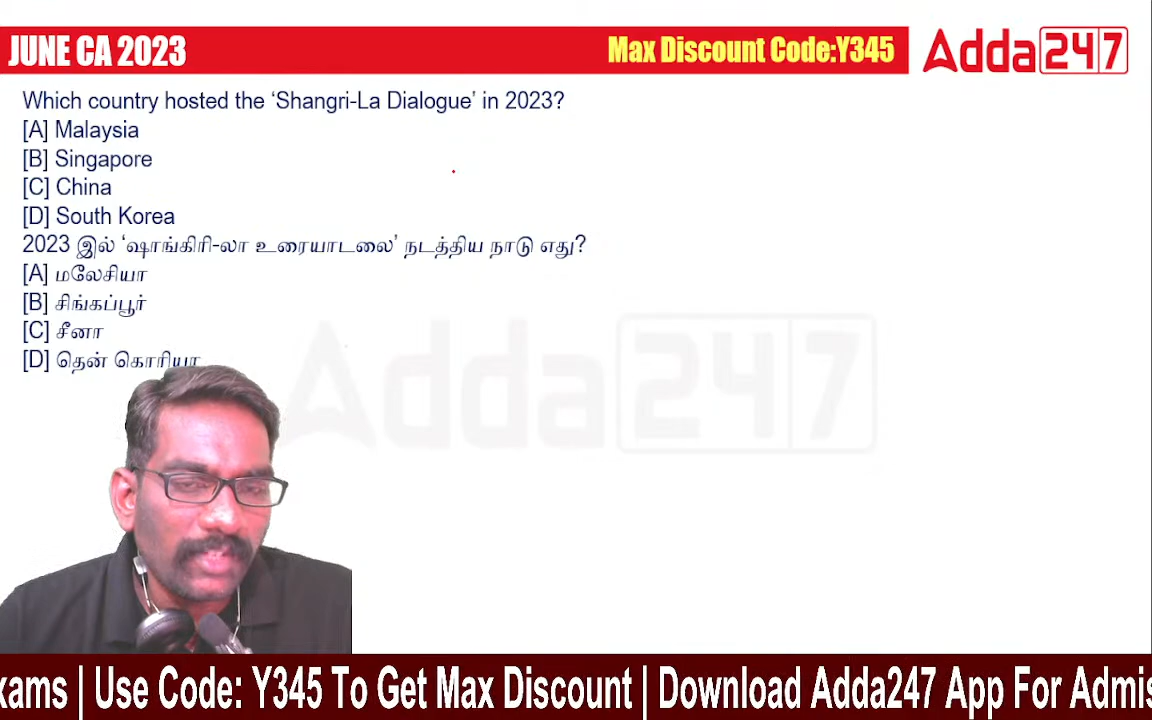 JUNE CA 2023
Max Discount Code:Y345
Adda247
Which country hosted the ‘Shangri-La Dialogue’ in 2023?
[A] Malaysia
[B] Singapore
[C] China
[D] South Korea
2023 இல் ‘ஷாங்கிரி-லா உரையாடலை’ நடத்திய நாடு எது?
[A] மலேசியா
[B] சிங்கப்பூர்
[C] சீனா
[D] தென் கொரியா
Adda247
xams | Use Code: Y345 To Get Max Discount | Download Adda247 App For Admis